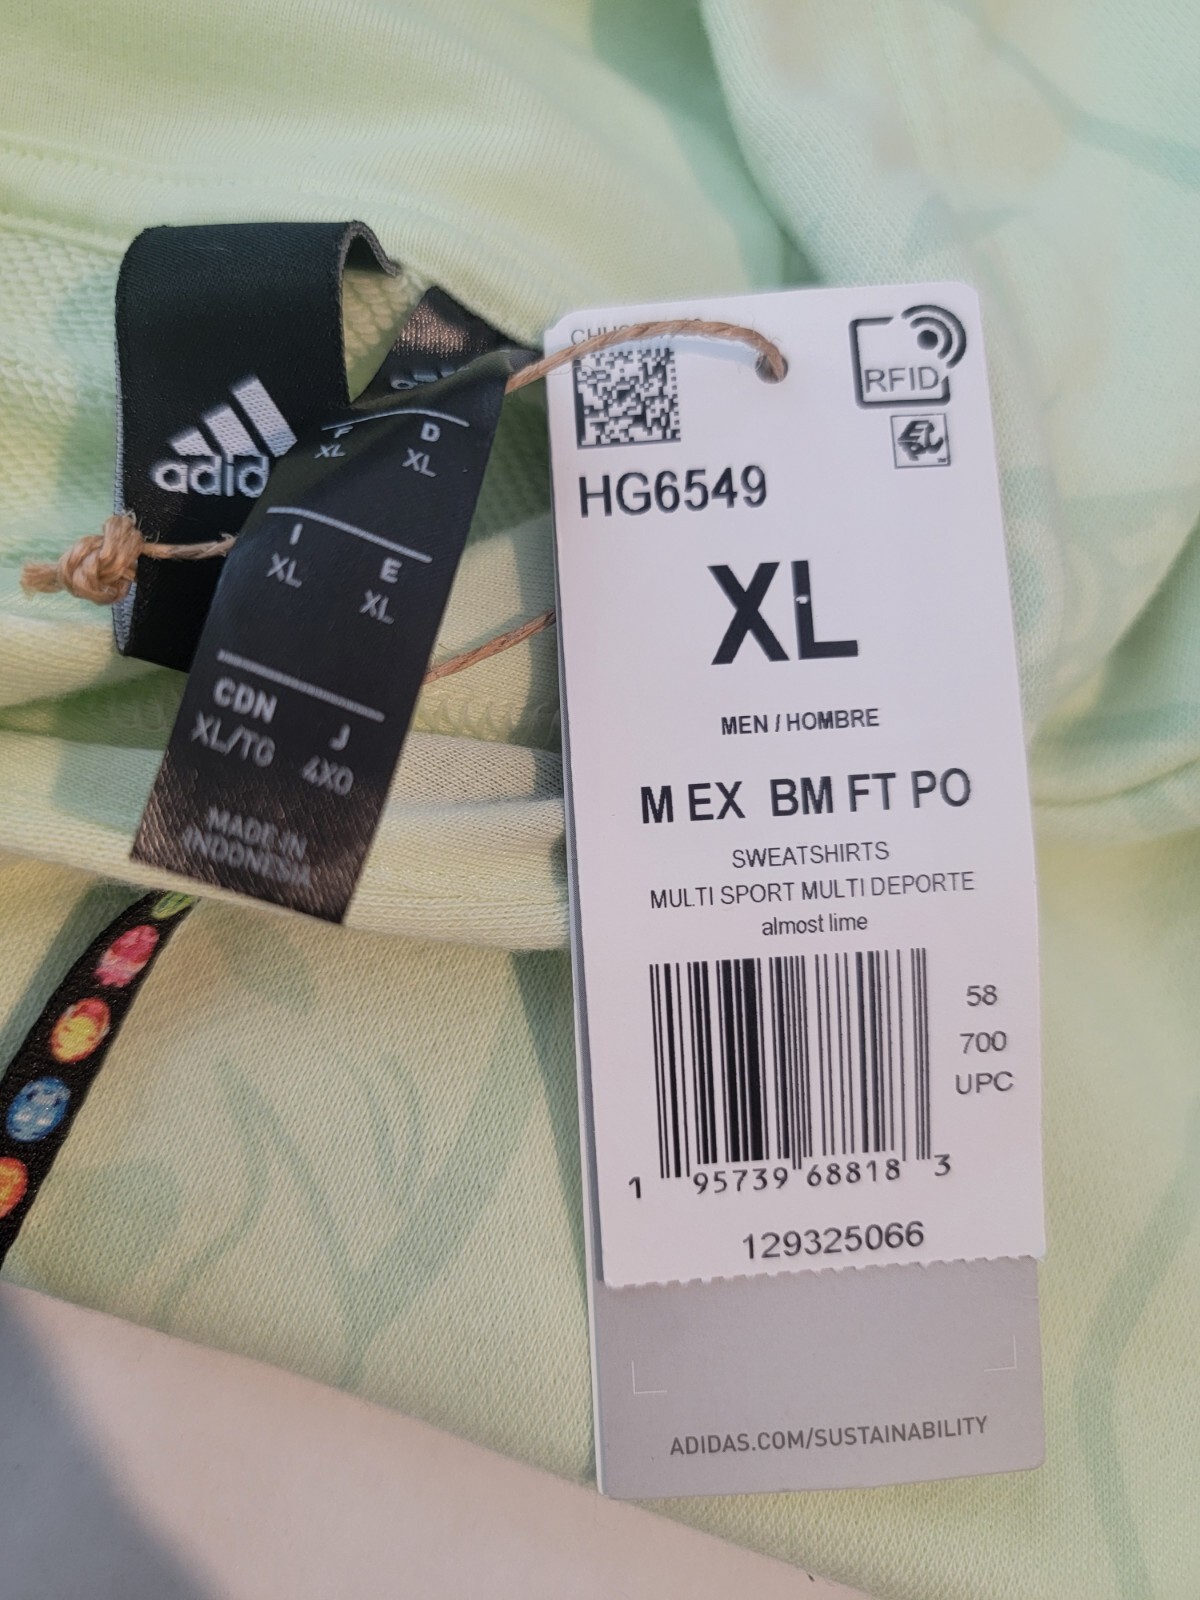 adid
F D
XL XL
I E
XL XL
CDN J
XL/TG 4XO
MADE IN
INDONESIA
RFID
HG6549
XL
MEN / HOMBRE
M EX BM FT PO
SWEATSHIRTS
MULTI SPORT MULTI DEPORTE
almost lime
58
700
UPC
1 95739 68818 3
129325066
ADIDAS.COM/SUSTAINABILITY